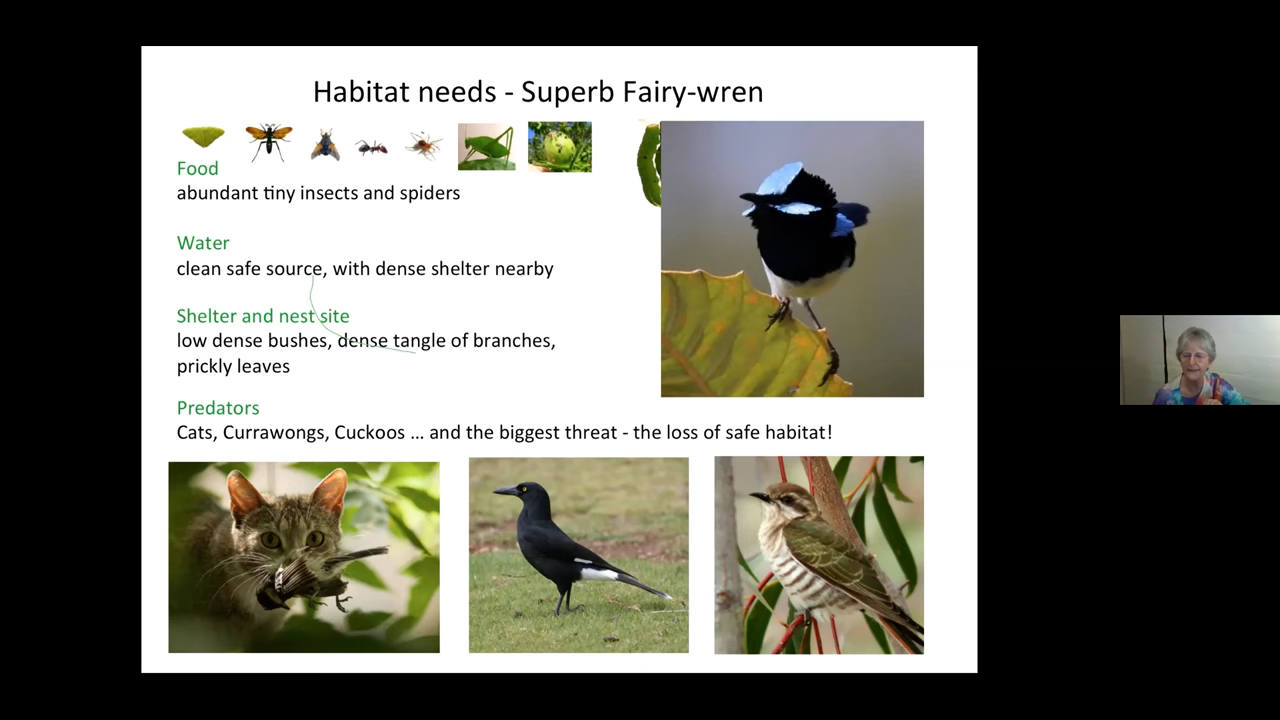 Habitat needs - Superb Fairy-wren
Food
abundant tiny insects and spiders
Water
clean safe source, with dense shelter nearby
Shelter and nest site
low dense bushes, dense tangle of branches,
prickly leaves
Predators
Cats, Currawongs, Cuckoos ... and the biggest threat - the loss of safe habitat!